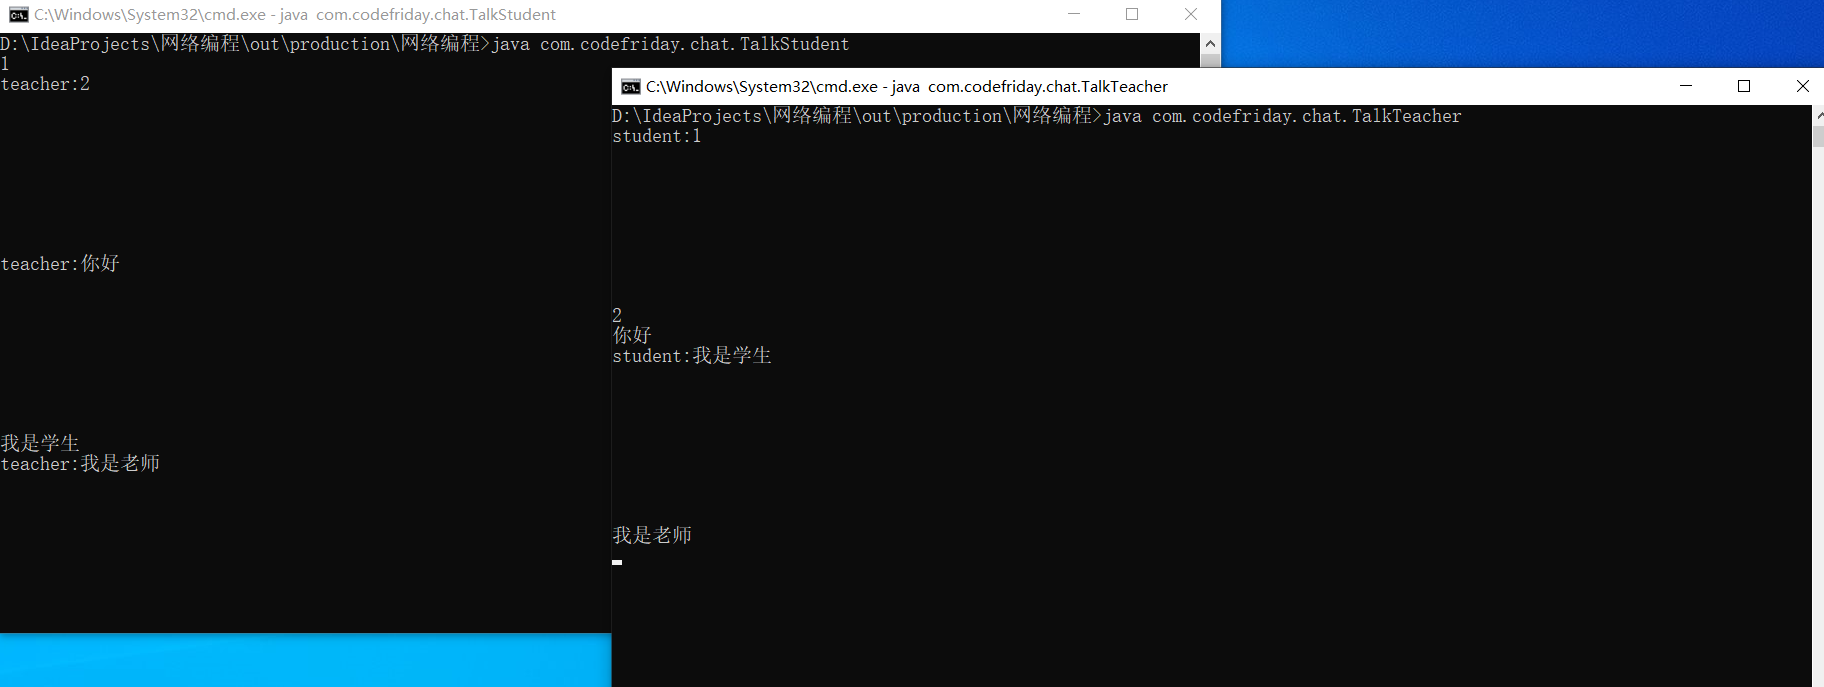 C:\Windows\System32\cmd.exe - java  com.codefriday.chat.TalkStudent
D:\IdeaProjects\网络编程\out\production\网络编程>java com.codefriday.chat.TalkStudent
1
teacher:2
teacher:你好
我是学生
teacher:我是老师
C:\Windows\System32\cmd.exe - java  com.codefriday.chat.TalkTeacher
D:\IdeaProjects\网络编程\out\production\网络编程>java com.codefriday.chat.TalkTeacher
student:1
2
你好
student:我是学生
我是老师